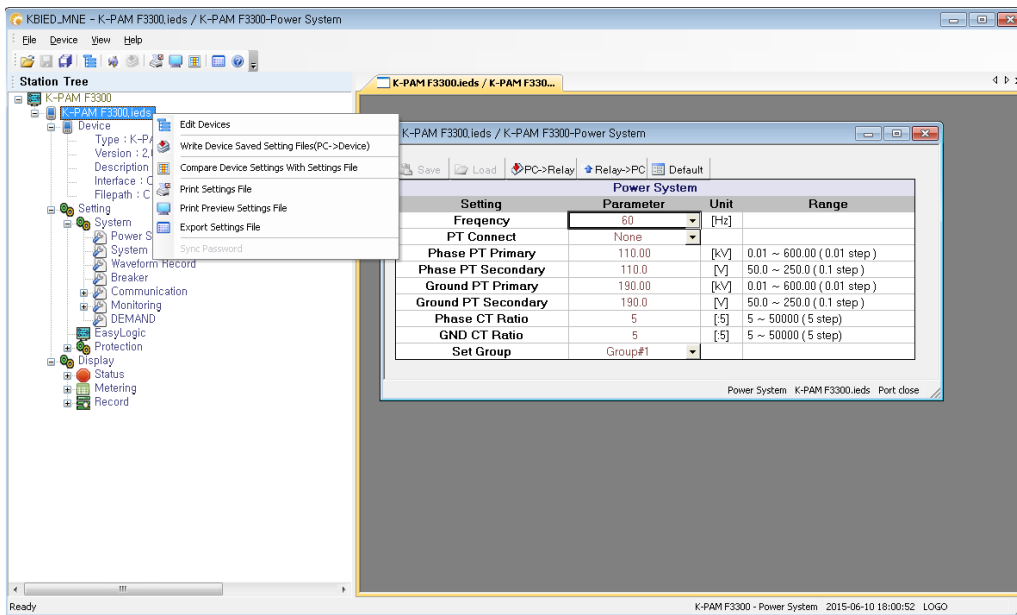 KBIED_MNE - K-PAM F3300.ieds / K-PAM F3300-Power System
File Device View Help
Station Tree
K-PAM F3300
K-PAM F3300.ieds
Device
Type : K-PA
Version : 2.
Description
Interface : C
Filepath : C
Setting
System
Power S
System
Waveform Record
Breaker
Communication
Monitoring
DEMAND
EasyLogic
Protection
Display
Status
Metering
Record
Edit Devices
Write Device Saved Setting Files(PC->Device)
Compare Device Settings With Settings File
Print Settings File
Print Preview Settings File
Export Settings File
Sync Password
K-PAM F3300.ieds / K-PAM F330...
K-PAM F3300.ieds / K-PAM F3300-Power System
Save Load PC->Relay Relay->PC Default
Power System
Setting Parameter Unit Range
Freqency 60 [Hz]
PT Connect None
Phase PT Primary 110.00 [kV] 0.01 ~ 600.00 ( 0.01 step )
Phase PT Secondary 110.0 [V] 50.0 ~ 250.0 ( 0.1 step )
Ground PT Primary 190.00 [kV] 0.01 ~ 600.00 ( 0.01 step )
Ground PT Secondary 190.0 [V] 50.0 ~ 250.0 ( 0.1 step )
Phase CT Ratio 5 [:5] 5 ~ 50000 ( 5 step)
GND CT Ratio 5 [:5] 5 ~ 50000 ( 5 step)
Set Group Group#1
Power System K-PAM F3300.ieds Port close
Ready
K-PAM F3300 - Power System 2015-06-10 18:00:52 LOGO